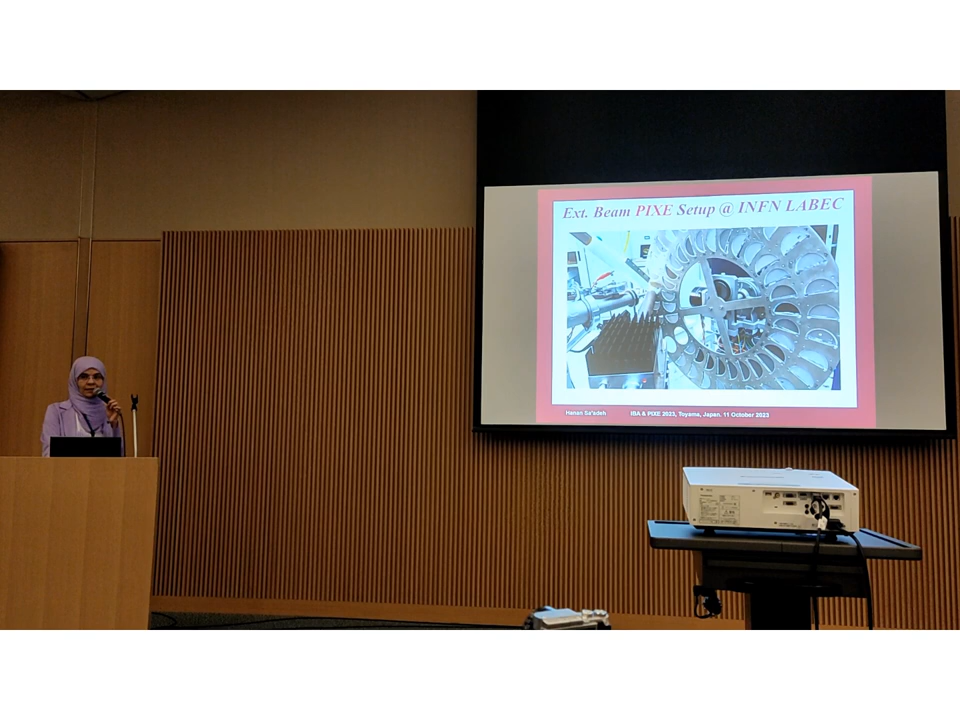 Ext. Beam PIXE Setup @ INFN LABEC
Hanan Sa'adeh IBA & PIXE 2023, Toyama, Japan. 11 October 2023